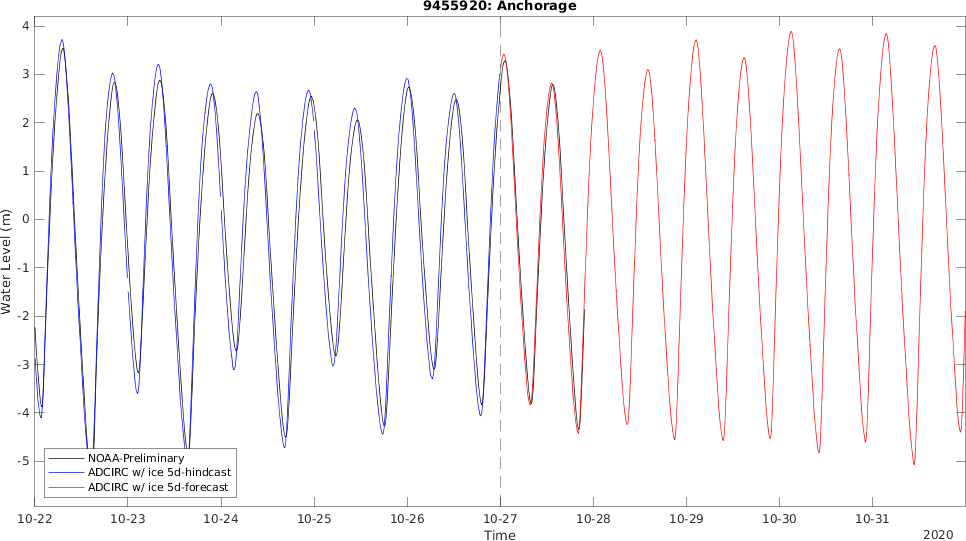 9455920: Anchorage
4
3
2
1
0
-1
-2
-3
-4
-5
Water Level (m)
NOAA-Preliminary
ADCIRC w/ ice 5d-hindcast
ADCIRC w/ ice 5d-forecast
10-22 10-23 10-24 10-25 10-26 10-27 10-28 10-29 10-30 10-31
Time
2020